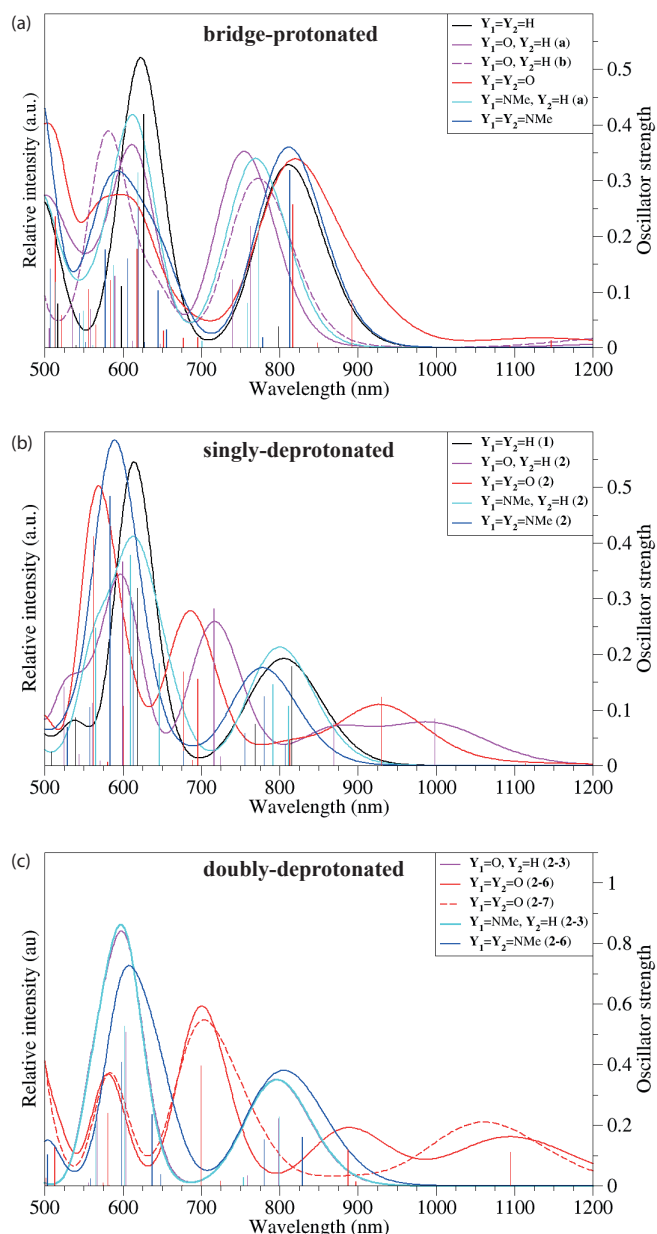 (a)
bridge-protonated
Y1=Y2=H
Y1=O, Y2=H (a)
Y1=O, Y2=H (b)
Y1=Y2=O
Y1=NMe, Y2=H (a)
Y1=Y2=NMe
Relative intensity (a.u.)
Oscillator strength
0.5
0.4
0.3
0.2
0.1
0
500 600 700 800 900 1000 1100 1200
Wavelength (nm)
(b)
singly-deprotonated
Y1=Y2=H (1)
Y1=O, Y2=H (2)
Y1=Y2=O (2)
Y1=NMe, Y2=H (2)
Y1=Y2=NMe (2)
Relative intensity (a.u.)
Oscillator strength
0.5
0.4
0.3
0.2
0.1
0
500 600 700 800 900 1000 1100 1200
Wavelength (nm)
(c)
doubly-deprotonated
Y1=O, Y2=H (2-3)
Y1=Y2=O (2-6)
Y1=Y2=O (2-7)
Y1=NMe, Y2=H (2-3)
Y1=Y2=NMe (2-6)
Relative intensity (au)
Oscillator strength
1
0.8
0.6
0.4
0.2
0
500 600 700 800 900 1000 1100 1200
Wavelength (nm)